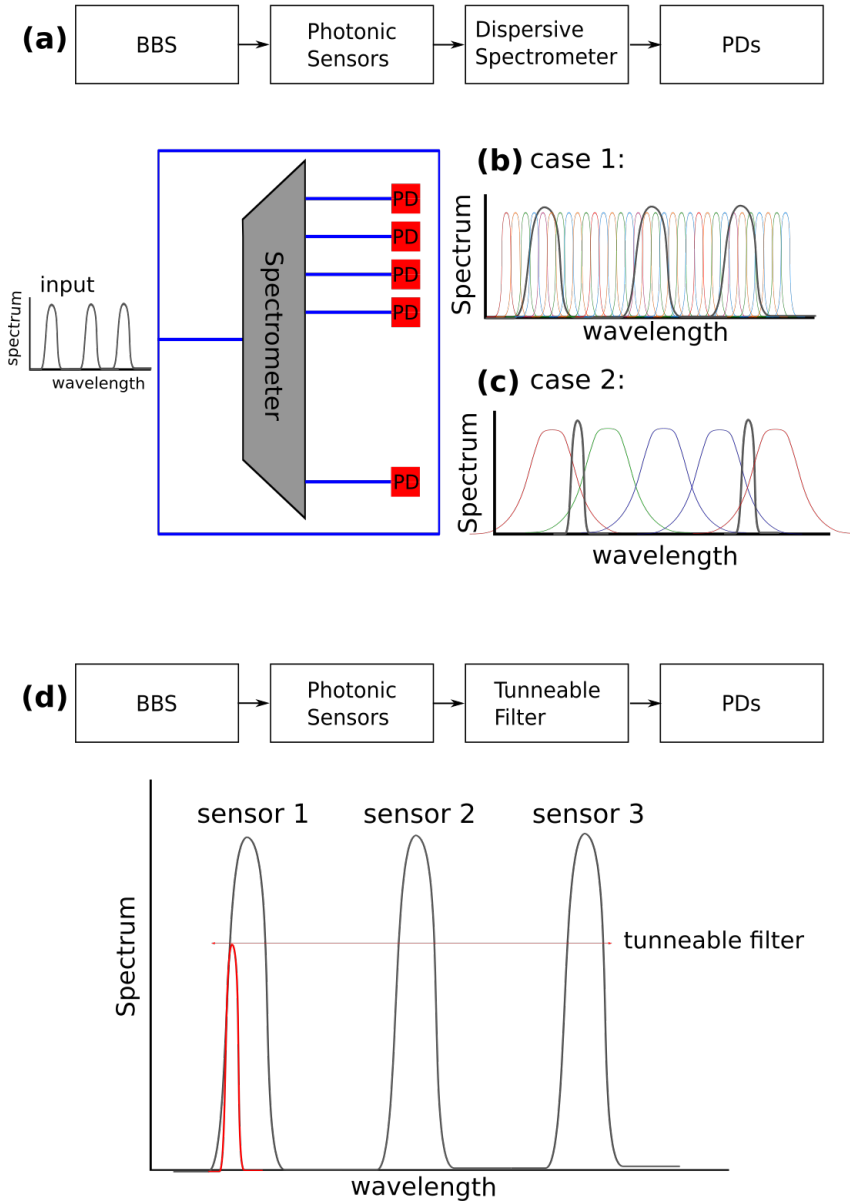 (a)
BBS
Photonic
Sensors
Dispersive
Spectrometer
PDs
input
spectrum
wavelength
Spectrometer
PD
PD
PD
PD
PD
(b) case 1:
Spectrum
wavelength
(c) case 2:
Spectrum
wavelength
(d)
BBS
Photonic
Sensors
Tunneable
Filter
PDs
sensor 1
sensor 2
sensor 3
tunneable filter
Spectrum
wavelength